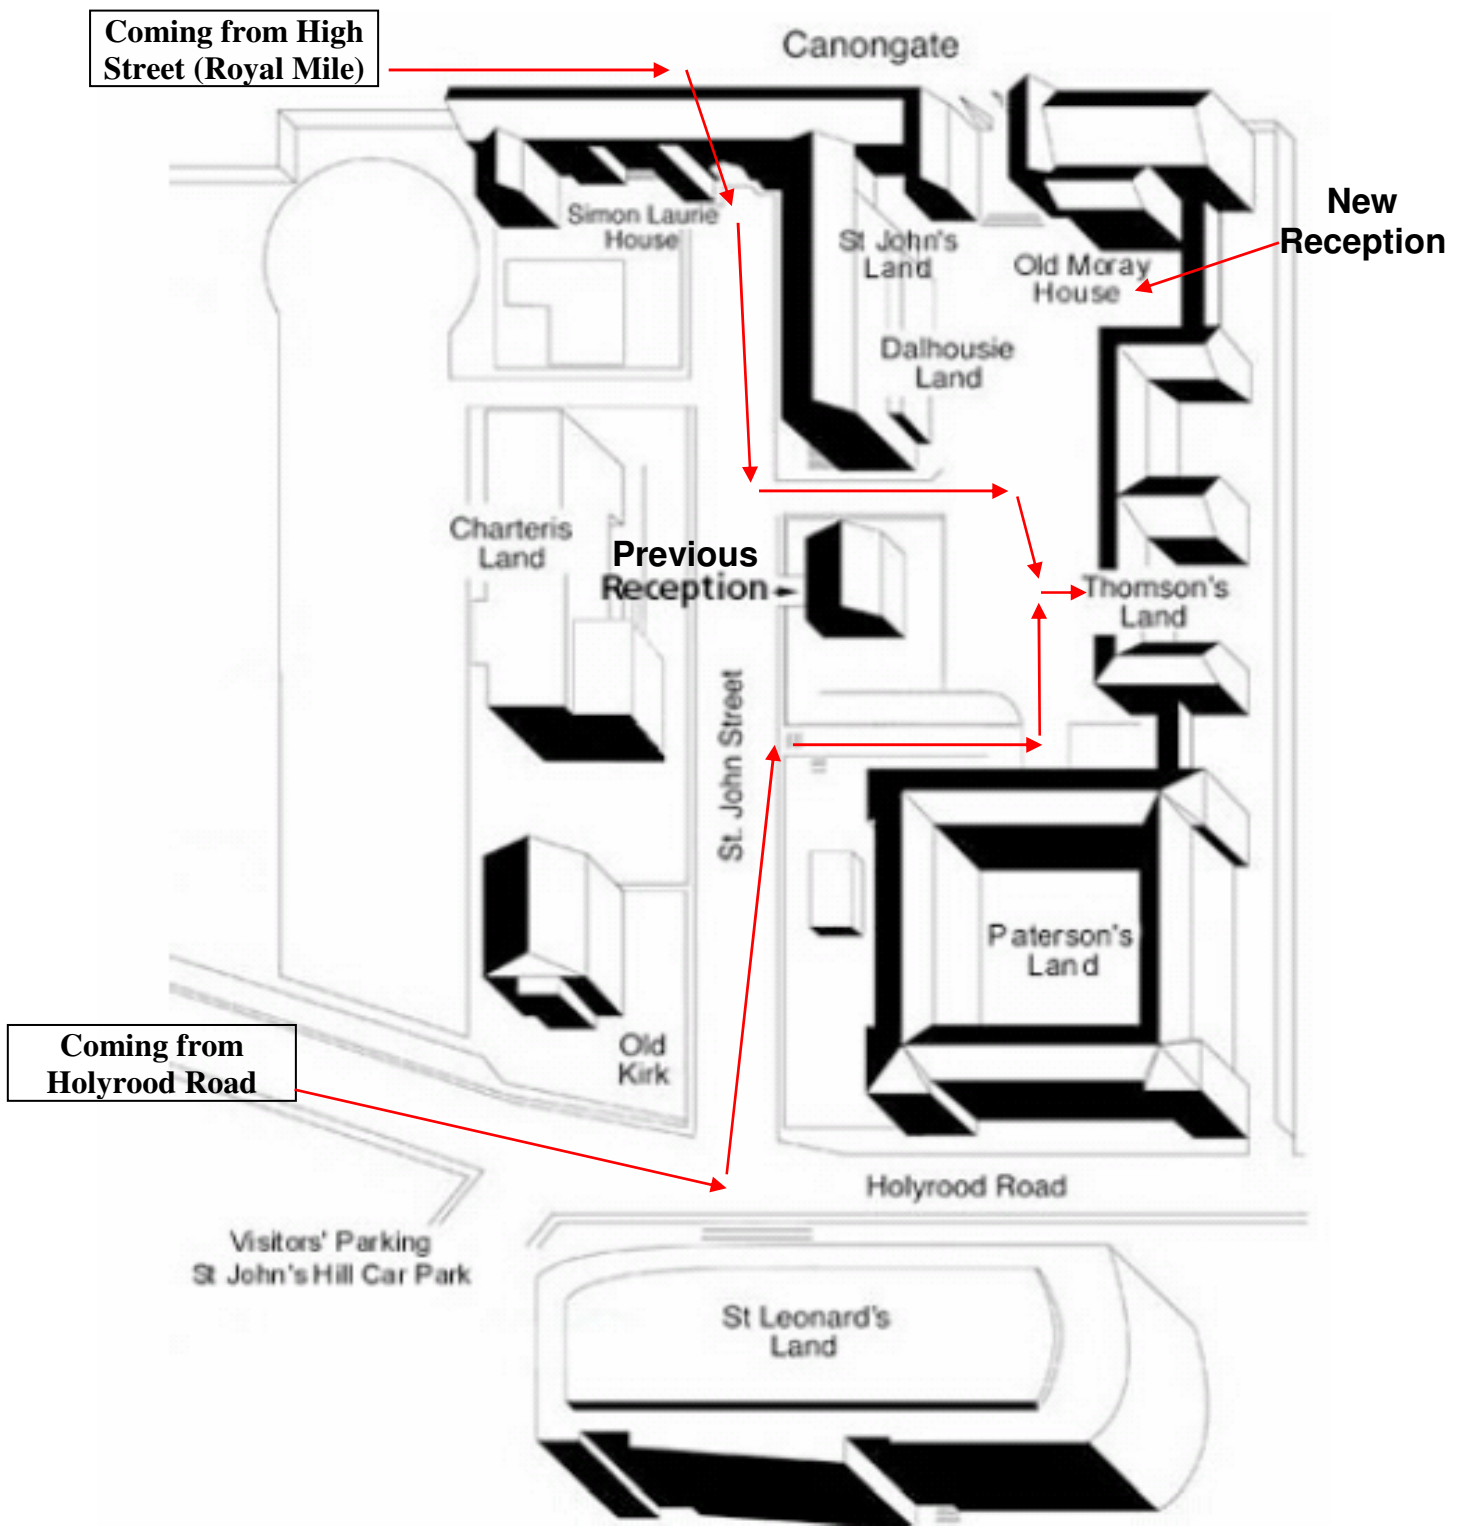 Coming from High
Street (Royal Mile)
Canongate
New
Reception
Simon Laurie
House
St John's
Land
Old Moray
House
Dalhousie
Land
Charteris
Land
Previous
Reception
Thomson's
Land
St. John Street
Paterson's
Land
Coming from
Holyrood Road
Old
Kirk
Holyrood Road
Visitors' Parking
St John's Hill Car Park
St Leonard's
Land